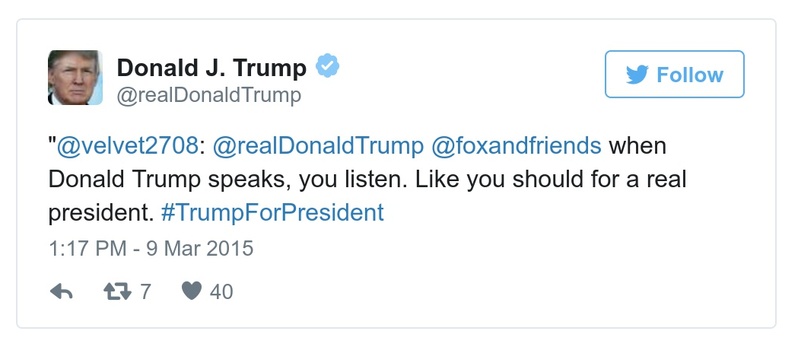 Donald J. Trump
@realDonaldTrump
Follow
"@velvet2708: @realDonaldTrump @foxandfriends when
Donald Trump speaks, you listen. Like you should for a real
president. #TrumpForPresident
1:17 PM - 9 Mar 2015
7 40